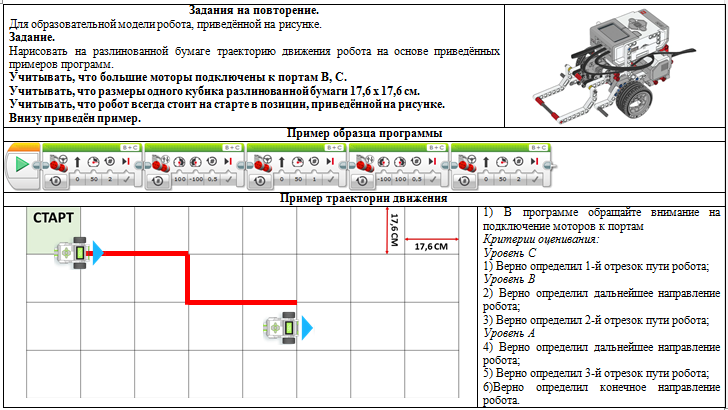 Задания на повторение.
Для образовательной модели робота, приведённой на рисунке.
Задание.
Нарисовать на разлинованной бумаге траекторию движения робота на основе приведённых
примеров программ.
Учитывать, что большие моторы подключены к портам В, С.
Учитывать, что размеры одного кубика разлинованной бумаги 17,6 х 17,6 см.
Учитывать, что робот всегда стоит на старте в позиции, приведённой на рисунке.
Внизу приведён пример.
Пример образца программы
B + C
B + C
B + C
B + C
B + C
0 50 2
100 -100 0,5
0 50 1
-100 100 0,5
0 50 2
Пример траектории движения
СТАРТ
17,6 СМ
17,6 СМ
1) В программе обращайте внимание на
подключение моторов к портам
Критерии оценивания:
Уровень С
1) Верно определил 1-й отрезок пути робота;
Уровень В
2) Верно определил дальнейшее направление
робота;
3) Верно определил 2-й отрезок пути робота;
Уровень А
4) Верно определил дальнейшее направление
робота;
5) Верно определил 3-й отрезок пути робота;
6)Верно определил конечное направление
робота.